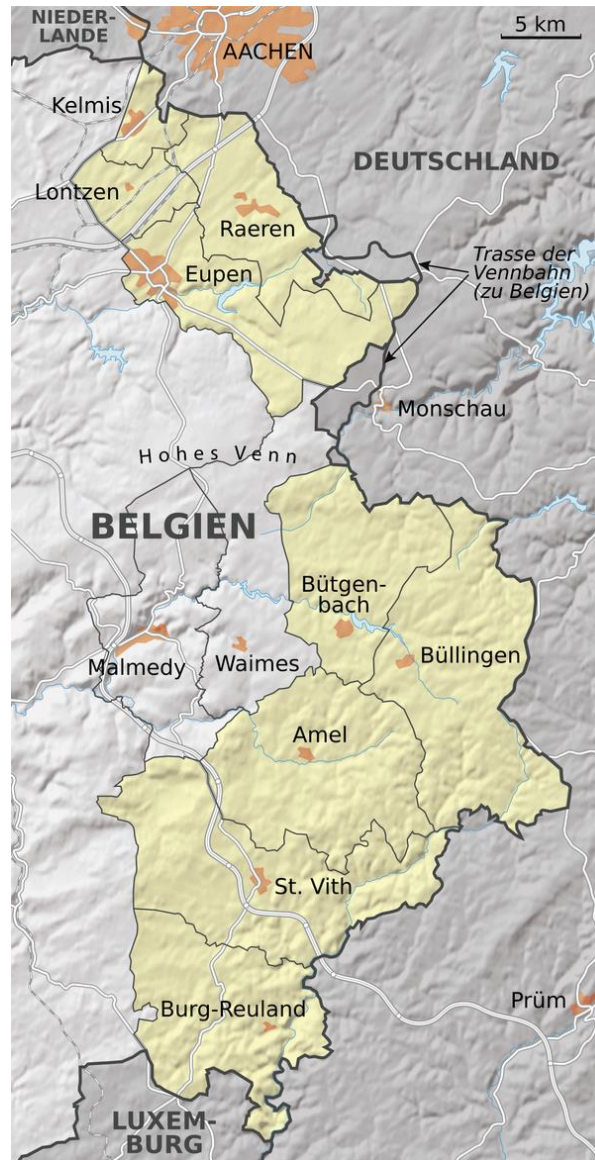 NIEDER-
LANDE
5 km
AACHEN
Kelmis
DEUTSCHLAND
Lontzen
Raeren
Trasse der
Vennbahn
(zu Belgien)
Eupen
Monschau
Hohes Venn
BELGIEN
Bütgen-
bach
Malmedy
Waimes
Büllingen
Amel
St. Vith
Burg-Reuland
Prüm
LUXEM-
BURG